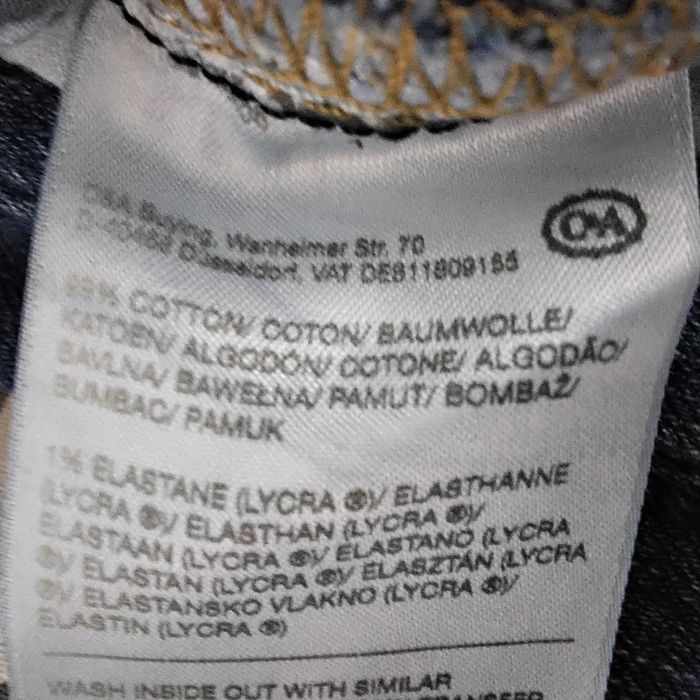 C&A
C&A Buying, Wanheimer Str. 70
D-40468 Düsseldorf, VAT DE811809155
99% COTTON/ COTON/ BAUMWOLLE/
KATOEN/ ALGODÓN/ COTONE/ ALGODÃO/
BAVLNA/ BAWEŁNA/ PAMUT/ BOMBAŽ/
BUMBAC/ PAMUK
1% ELASTANE (LYCRA ®)/ ELASTHANNE
(LYCRA ®)/ ELASTHAN (LYCRA ®)/
ELASTAAN (LYCRA ®)/ ELASTANO (LYCRA
®)/ ELASTAN (LYCRA ®)/ ELASZTÁN (LYCRA
®)/ ELASTANSKO VLAKNO (LYCRA ®)/
ELASTIN (LYCRA ®)
WASH INSIDE OUT WITH SIMILAR